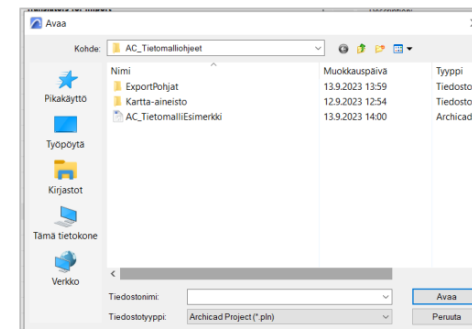 Avaa
Kohde: AC_Tietomalliohjeet
Nimi Muokkauspäivä Tyyppi
ExportPohjat 13.9.2023 13:59 Tiedosto
Kartta-aineisto 12.9.2023 12:54 Tiedosto
AC_TietomalliEsimerkki 13.9.2023 14:00 Archicad
Pikakäyttö
Työpöytä
Kirjastot
Tämä tietokone
Verkko
Tiedostonimi: Avaa
Tiedostotyyppi: Archicad Project (*.pln) Peruuta